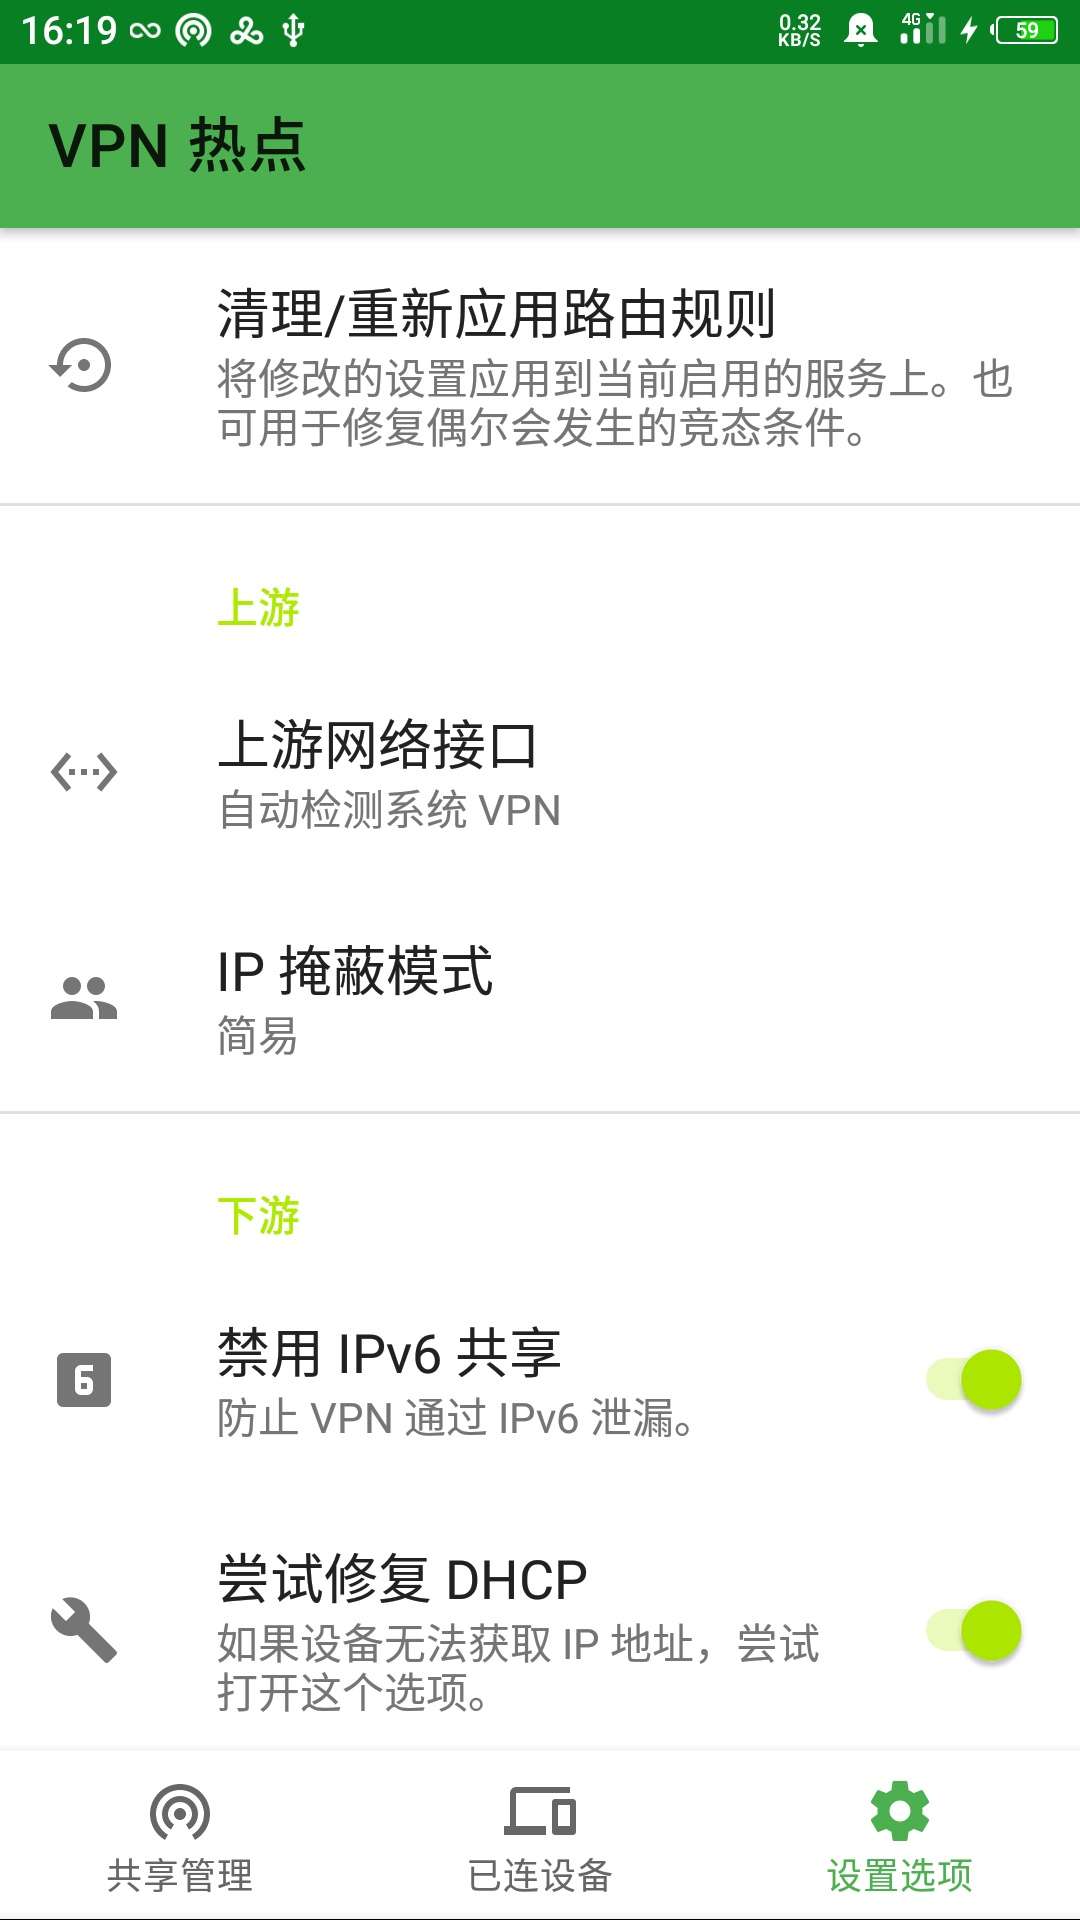 16:19
0.32
KB/S
4G
59
VPN 热点
清理/重新应用路由规则
将修改的设置应用到当前启用的服务上。也
可用于修复偶尔会发生的竞态条件。
上游
上游网络接口
自动检测系统 VPN
IP 掩蔽模式
简易
下游
6
禁用 IPv6 共享
防止 VPN 通过 IPv6 泄漏。
尝试修复 DHCP
如果设备无法获取 IP 地址，尝试
打开这个选项。
共享管理
已连设备
设置选项